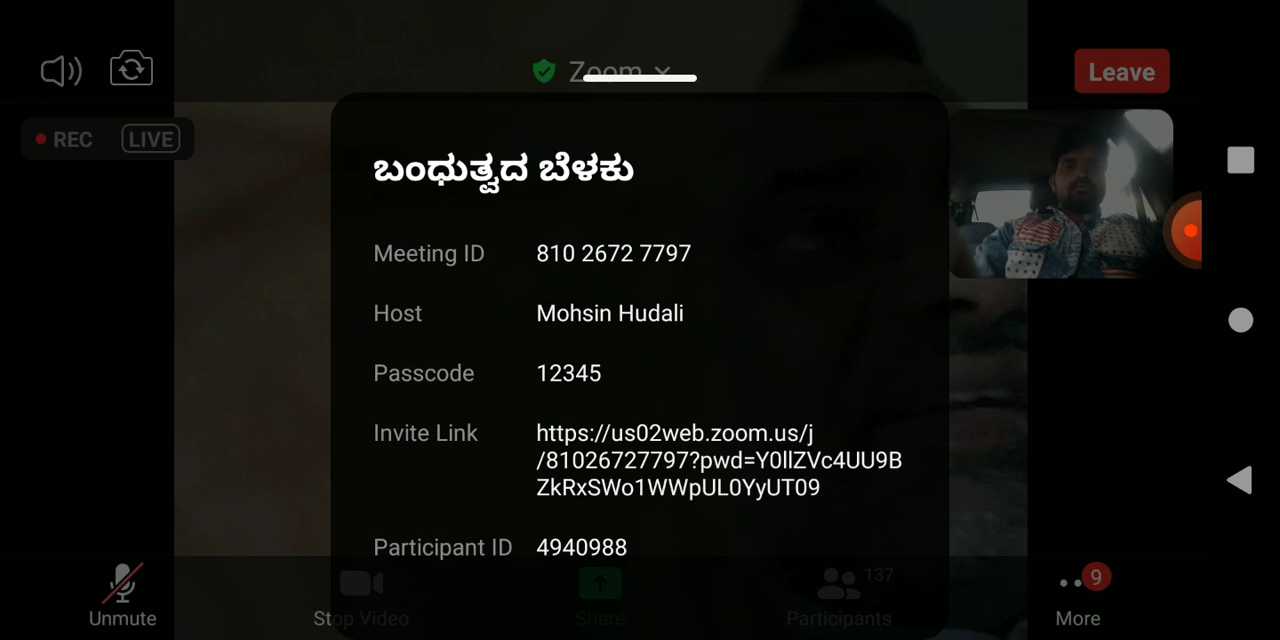 Zoom
Leave
REC LIVE
ಬಂಧುತ್ವದ ಬೆಳಕು
Meeting ID 810 2672 7797
Host Mohsin Hudali
Passcode 12345
Invite Link https://us02web.zoom.us/j
/81026727797?pwd=Y0llZVc4UU9B
ZkRxSWo1WWpUL0YyUT09
Participant ID 4940988
137
9
Unmute Stop Video Share Participants More